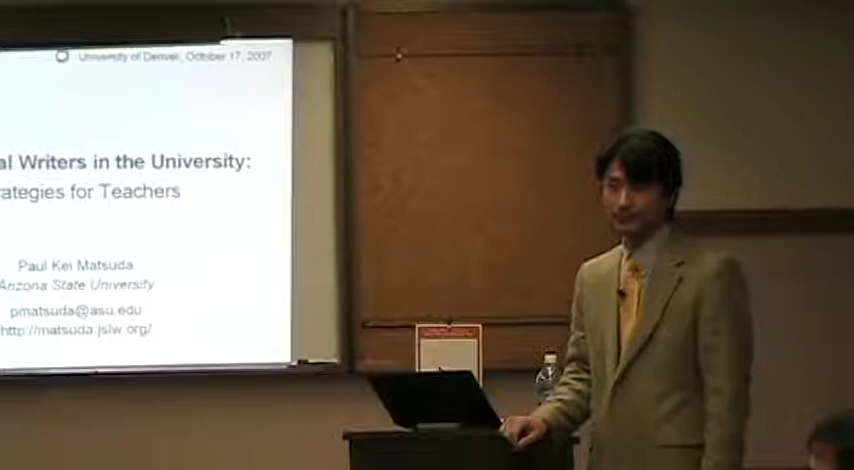 University of Denver, October 17, 2007
al Writers in the University:
rategies for Teachers
Paul Kei Matsuda
Arizona State University
pmatsuda@asu.edu
http://matsuda.jslw.org/